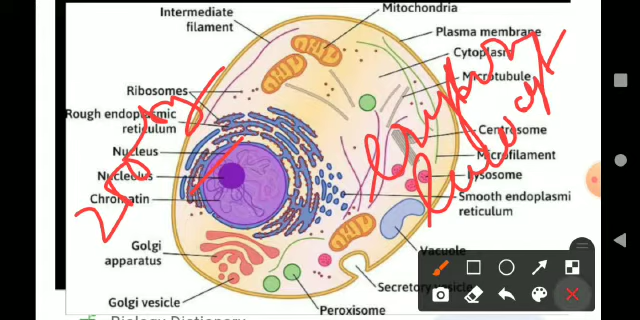 Mitochondria
Intermediate
filament
Plasma membrane
Cytoplasm
Microtubule
Ribosomes
Rough endoplasmic
reticulum
Centrosome
Nucleus
Microfilament
Nucleolus
Lysosome
Chromatin
Smooth endoplasmi
reticulum
Golgi
apparatus
Vacuole
Secretory vesicle
Golgi vesicle
Peroxisome
Biology Dictionary